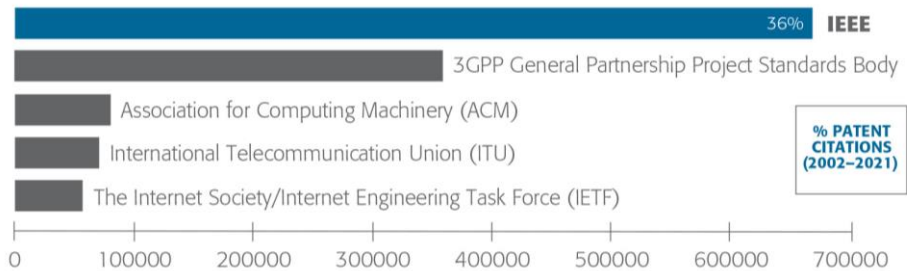 36% IEEE
3GPP General Partnership Project Standards Body
Association for Computing Machinery (ACM)
International Telecommunication Union (ITU)
The Internet Society/Internet Engineering Task Force (IETF)
% PATENT
CITATIONS
(2002–2021)
0 100000 200000 300000 400000 500000 600000 700000